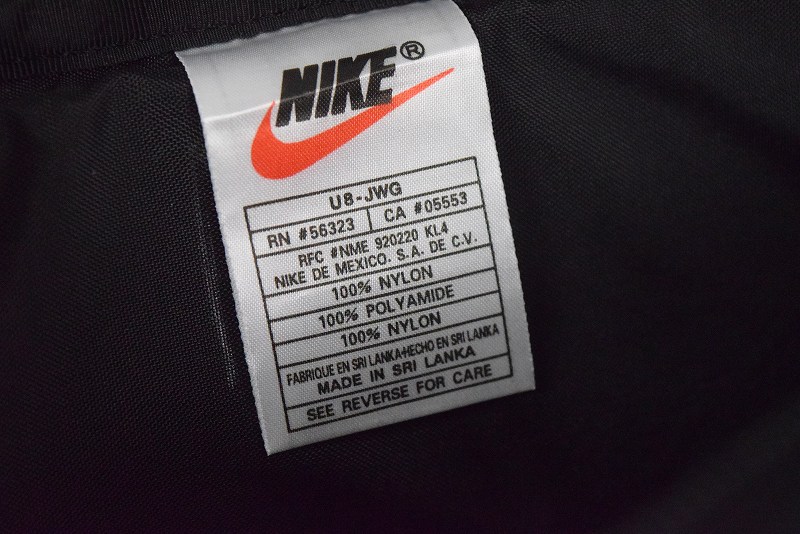 NIKE®
U8-JWG
RN #56323 CA #05553
RFC #NME 920220 KL4
NIKE DE MEXICO. S.A. DE C.V.
100% NYLON
100% POLYAMIDE
100% NYLON
FABRIQUE EN SRI LANKA•HECHO EN SRI LANKA
MADE IN SRI LANKA
SEE REVERSE FOR CARE